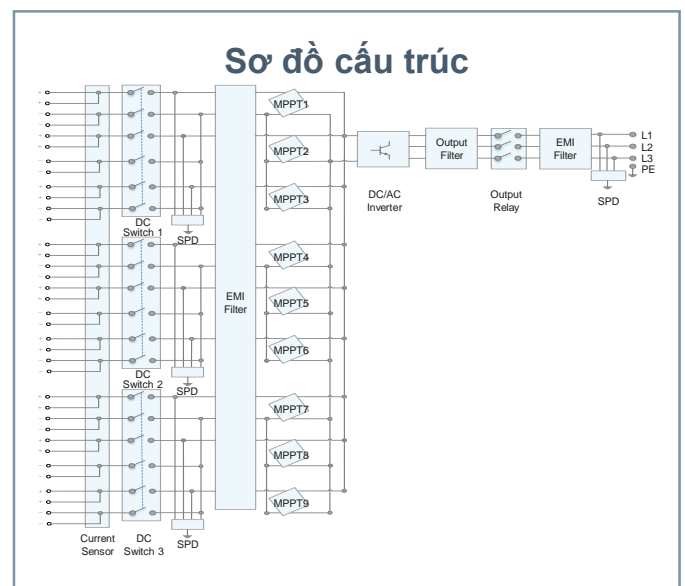 Sơ đồ cấu trúc
MPPT1
MPPT2
MPPT3
DC
Switch 1
SPD
MPPT4
MPPT5
MPPT6
DC
Switch 2
SPD
MPPT7
MPPT8
MPPT9
Current
Sensor
DC
Switch 3
SPD
EMI
Filter
DC/AC
Inverter
Output
Filter
Output
Relay
EMI
Filter
L1
L2
L3
PE
SPD